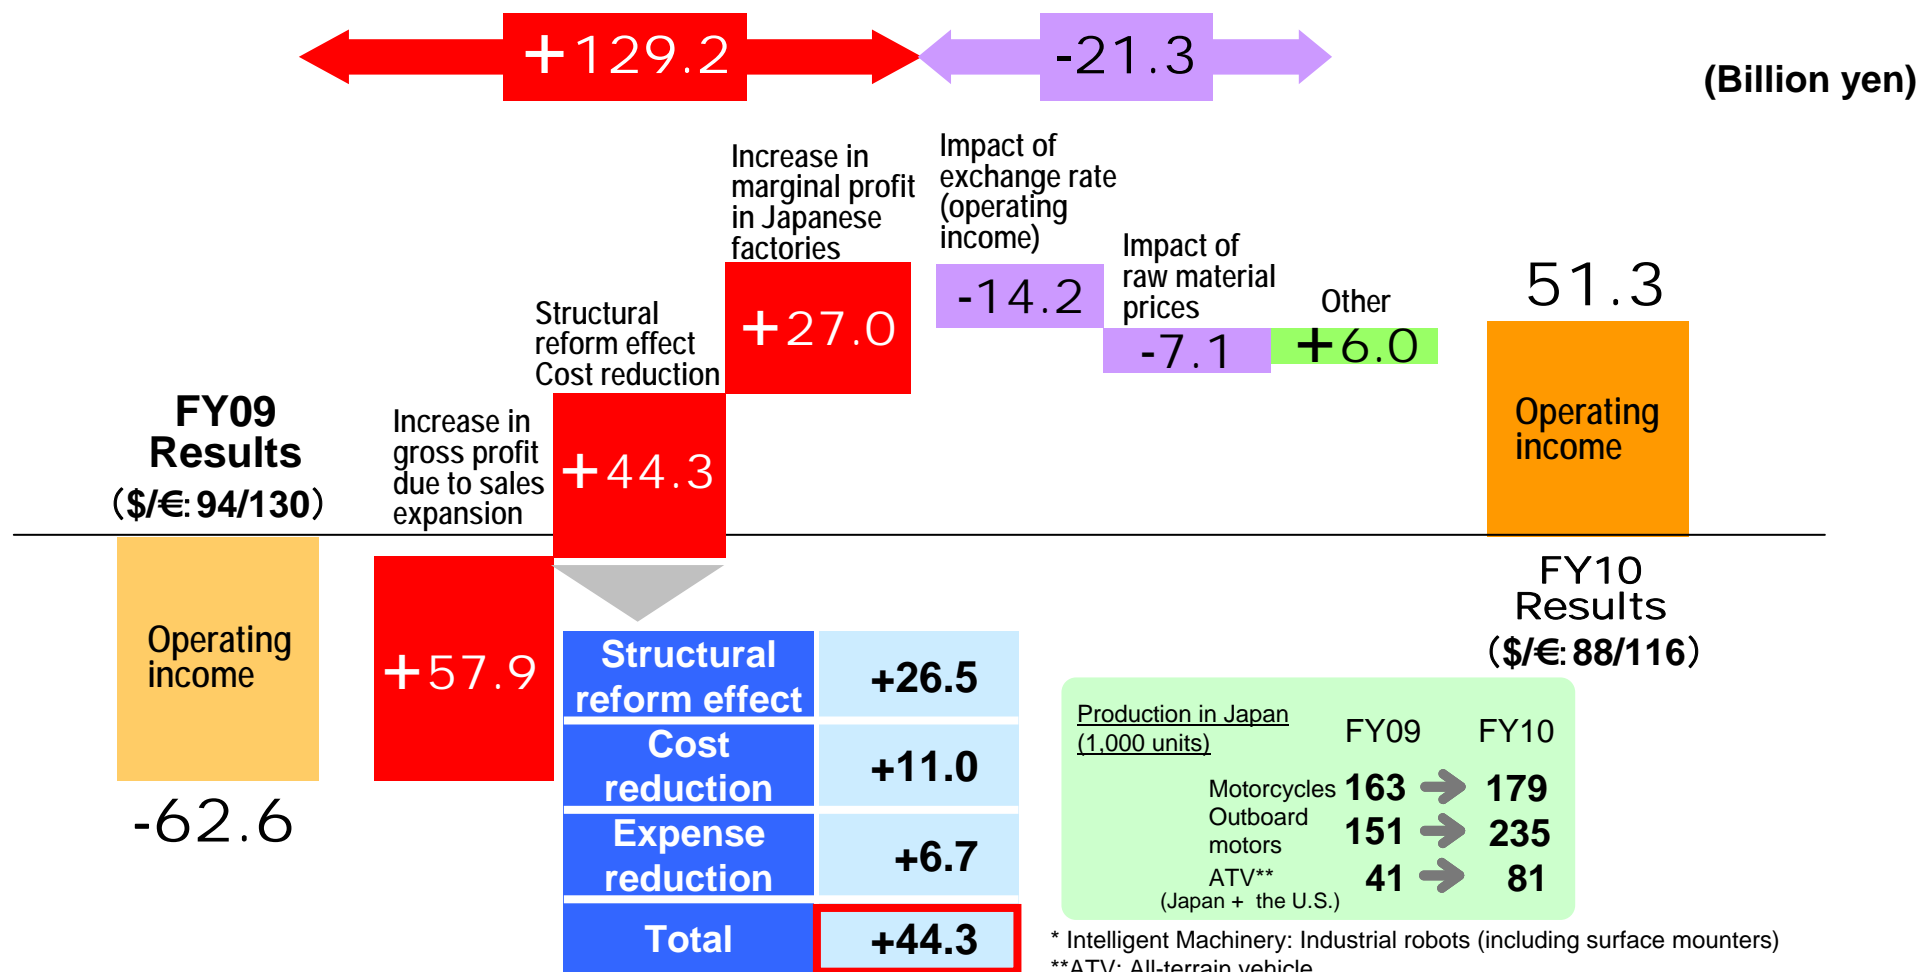 +129.2
-21.3
(Billion yen)
Increase in
marginal profit
in Japanese
factories
Impact of
exchange rate
(operating
income)
Impact of
raw material
prices
Other
Structural
reform effect
Cost reduction
+27.0
-14.2
-7.1
+6.0
51.3
FY09
Results
($/€: 94/130)
Increase in
gross profit
due to sales
expansion
+44.3
Operating
income
FY10
Results
($/€: 88/116)
Operating
income
-62.6
+57.9
Structural
reform effect
+26.5
Cost
reduction
+11.0
Expense
reduction
+6.7
Total
+44.3
Production in Japan
(1,000 units)
FY09 FY10
Motorcycles 163 179
Outboard
motors
151 235
ATV**
(Japan + the U.S.)
41 81
* Intelligent Machinery: Industrial robots (including surface mounters)
**ATV: All-terrain vehicle